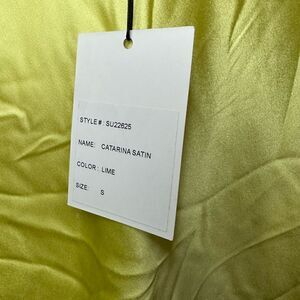 STYLE #: SU22625
NAME: CATARINA SATIN
COLOR: LIME
SIZE: S